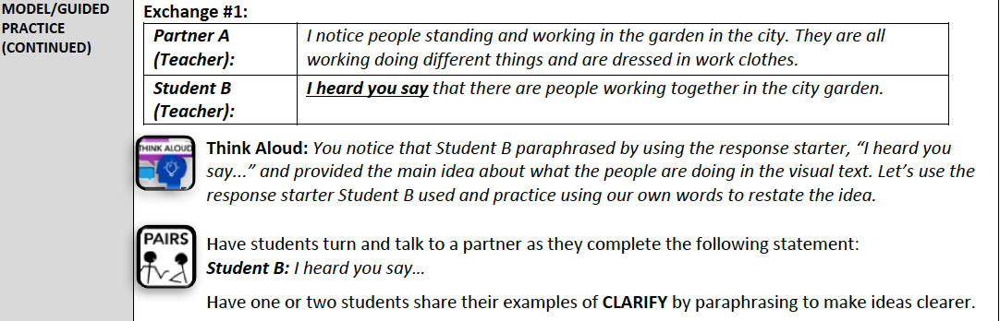 MODEL/GUIDED
PRACTICE
(CONTINUED)
Exchange #1:
Partner A
(Teacher):
I notice people standing and working in the garden in the city. They are all
working doing different things and are dressed in work clothes.
Student B
(Teacher):
I heard you say that there are people working together in the city garden.
THINK ALOUD
Think Aloud: You notice that Student B paraphrased by using the response starter, “I heard you
say...” and provided the main idea about what the people are doing in the visual text. Let’s use the
response starter Student B used and practice using our own words to restate the idea.
PAIRS
Have students turn and talk to a partner as they complete the following statement:
Student B: I heard you say…
Have one or two students share their examples of CLARIFY by paraphrasing to make ideas clearer.